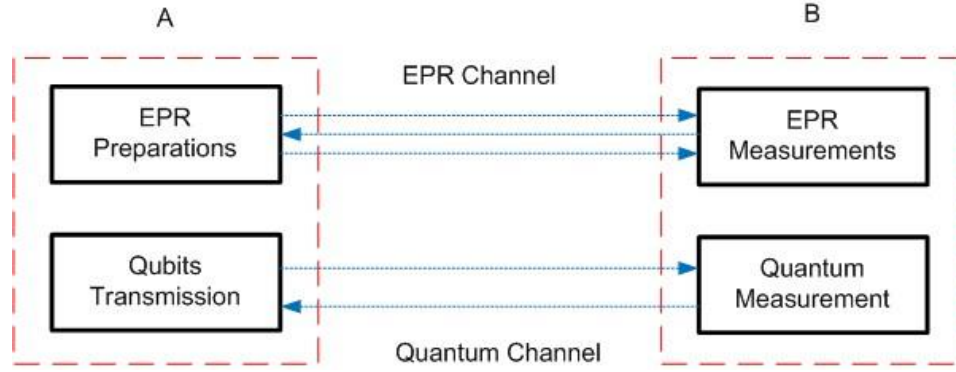 A
B
EPR Channel
EPR
Preparations
EPR
Measurements
Qubits
Transmission
Quantum
Measurement
Quantum Channel